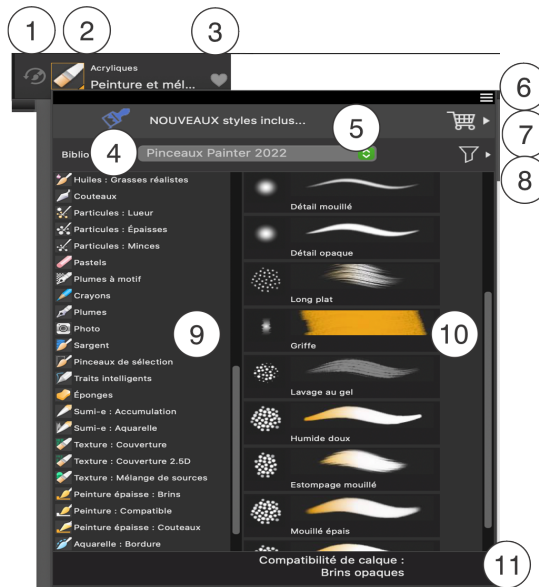 1
2
3
Acryliques
Peinture et mél...
6
NOUVEAUX styles inclus...
5
7
Biblio
4
Pinceaux Painter 2022
8
Huiles : Grasses réalistes
Couteaux
Particules : Lueur
Particules : Épaisses
Particules : Minces
Pastels
Plumes à motif
Crayons
Plumes
Photo
Sargent
Pinceaux de sélection
Traits intelligents
Éponges
Sumi-e : Accumulation
Sumi-e : Aquarelle
Texture : Couverture
Texture : Couverture 2.5D
Texture : Mélange de sources
Peinture épaisse : Brins
Peinture : Compatible
Peinture épaisse : Couteaux
Aquarelle : Bordure
9
Détail mouillé
Détail opaque
Long plat
Griffe
10
Lavage au gel
Humide doux
Estompage mouillé
Mouillé épais
Compatibilité de calque :
Brins opaques
11